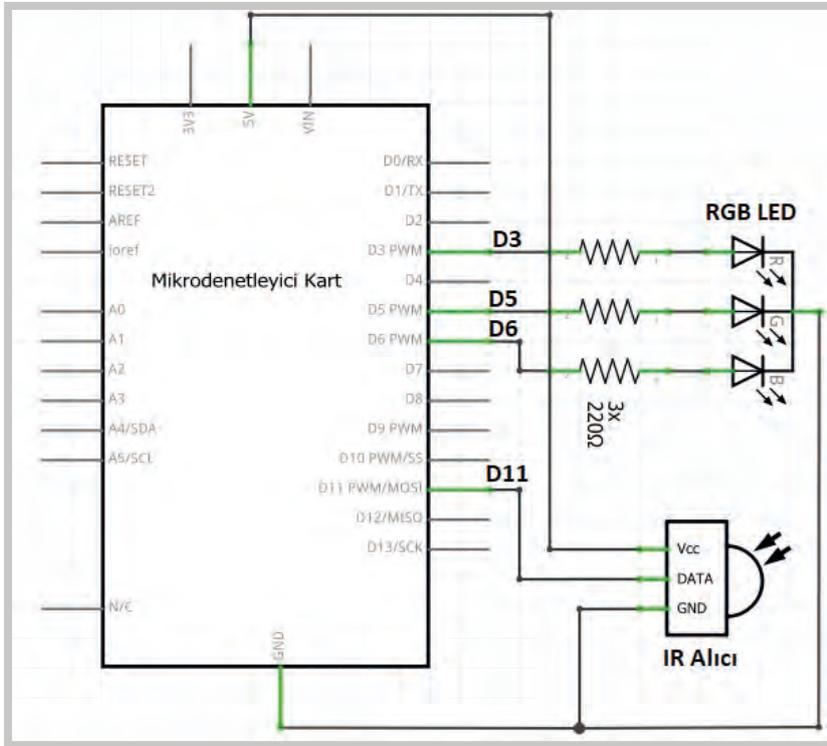 3V3
5V
VIN
RESET
RESET2
AREF
Ioref
A0
A1
A2
A3
A4/SDA
A5/SCL
N/C
Mikrodenetleyici Kart
D0/RX
D1/TX
D2
D3 PWM
D4
D5 PWM
D6 PWM
D7
D8
D9 PWM
D10 PWM/SS
D11 PWM/MOSI
D12/MISO
D13/SCK
GND
D3
D5
D6
D11
3x
220Ω
RGB LED
R
G
B
Vcc
DATA
GND
IR Alıcı